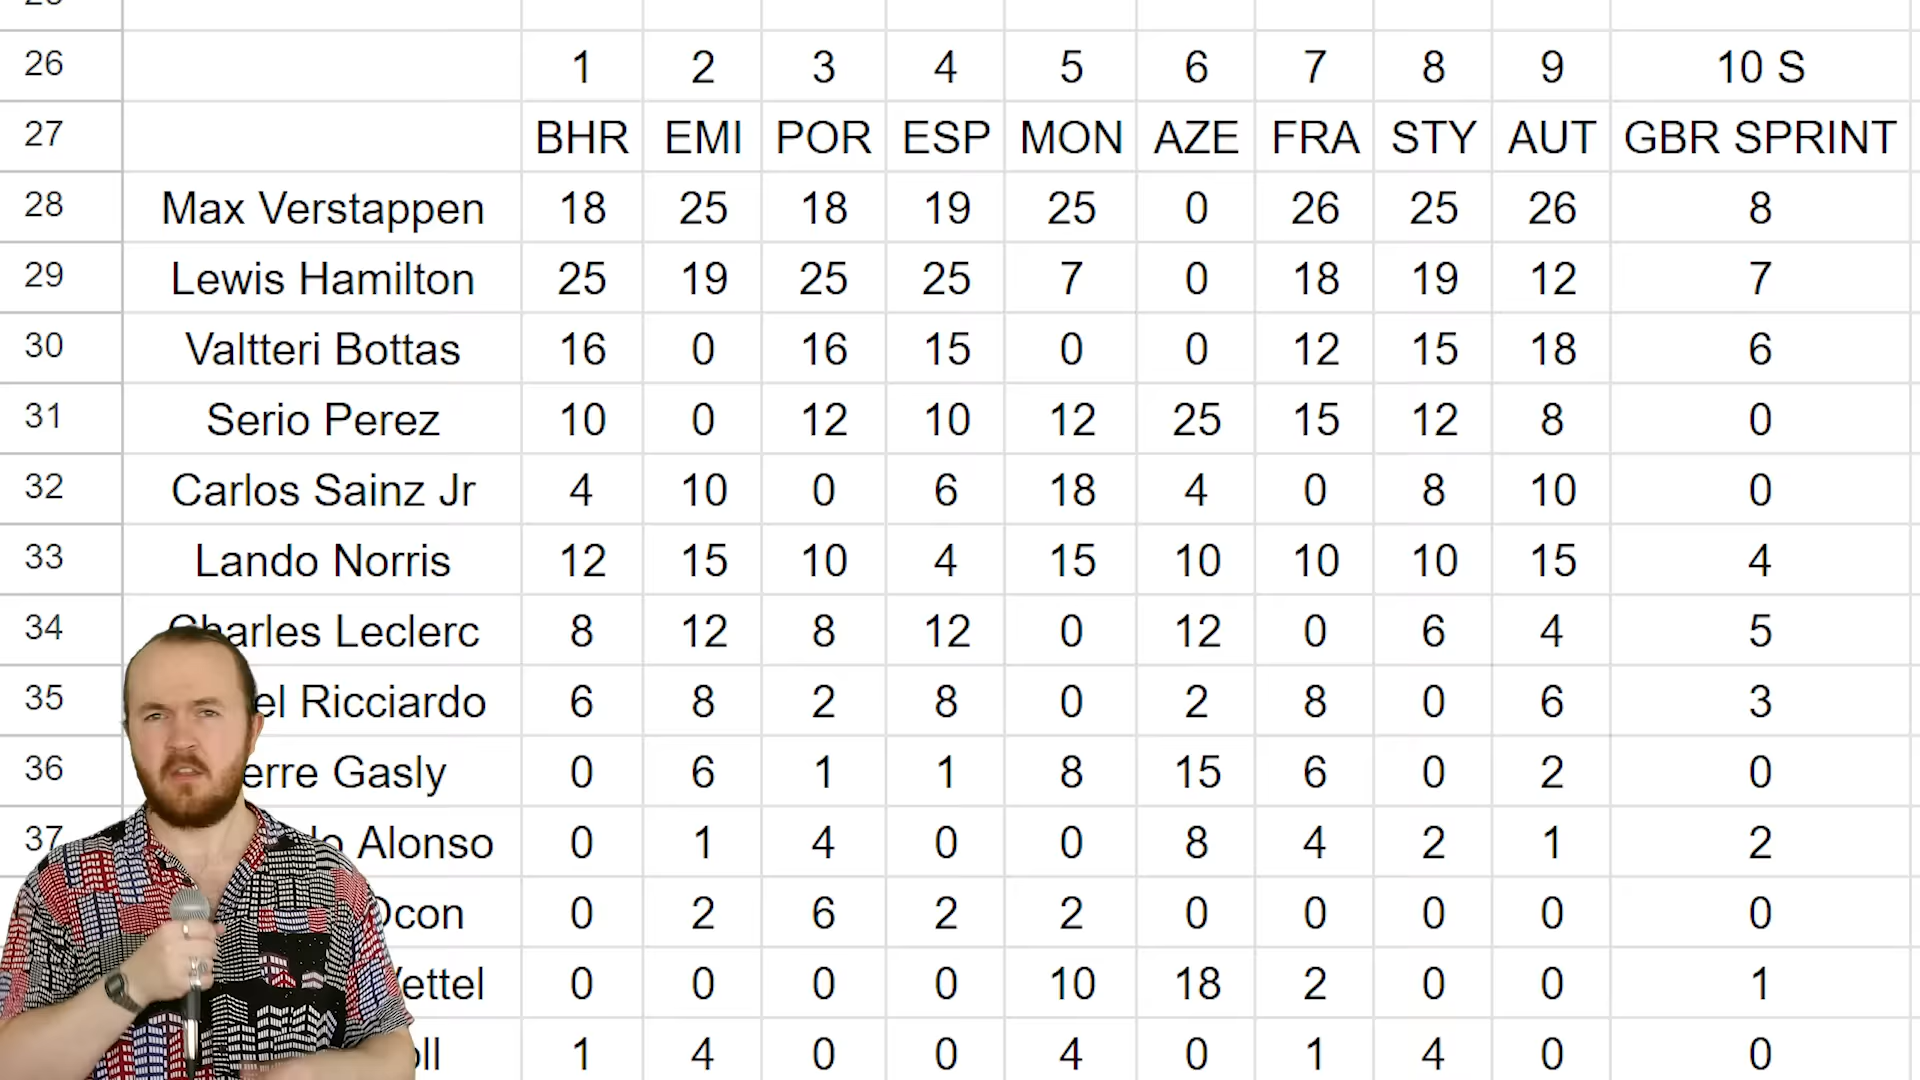 26 1 2 3 4 5 6 7 8 9 10 S
27 BHR EMI POR ESP MON AZE FRA STY AUT GBR SPRINT
28 Max Verstappen 18 25 18 19 25 0 26 25 26 8
29 Lewis Hamilton 25 19 25 25 7 0 18 19 12 7
30 Valtteri Bottas 16 0 16 15 0 0 12 15 18 6
31 Serio Perez 10 0 12 10 12 25 15 12 8 0
32 Carlos Sainz Jr 4 10 0 6 18 4 0 8 10 0
33 Lando Norris 12 15 10 4 15 10 10 10 15 4
34 Charles Leclerc 8 12 8 12 0 12 0 6 4 5
35 el Ricciardo 6 8 2 8 0 2 8 0 6 3
36 erre Gasly 0 6 1 1 8 15 6 0 2 0
37 Alonso 0 1 4 0 0 8 4 2 1 2
Ocon 0 2 6 2 2 0 0 0 0 0
Vettel 0 0 0 0 10 18 2 0 0 1
oll 1 4 0 0 4 0 1 4 0 0